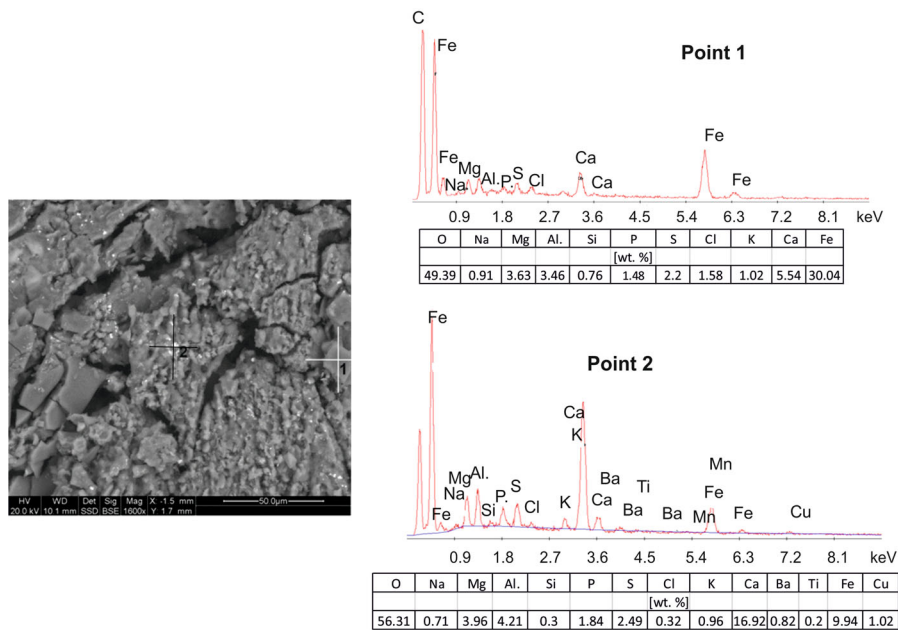 C
Fe
Point 1
Fe
Ca
Fe
Na
Mg
Al.
P.
S
Cl
Ca
Fe
0.9 1.8 2.7 3.6 5.4 6.3 7.2 8.1 keV
O Na Mg Al. Si P S Cl K Ca Fe
[wt. %]
49.39 0.91 3.63 3.46 0.76 1.48 2.2 1.58 1.02 5.54 30.04
2
1
HV WD Det Sig Mag X -1.5 mm 50.0µm
20.0 kV 10.1 mm SSD BSE 1600x Y 1.7 mm
Fe
Point 2
Ca
K
Mn
Ba
Ti
Mg
Al.
Fe
Na
P.
S
K
Ca
Ba
Ba
Mn
Si
Cl
Fe
Cu
Fe
0.9 1.8 2.7 3.6 4.5 5.4 6.3 7.2 8.1 keV
O Na Mg Al. Si P S Cl K Ca Ba Ti Fe Cu
[wt. %]
56.31 0.71 3.96 4.21 0.3 1.84 2.49 0.32 0.96 16.92 0.82 0.2 9.94 1.02